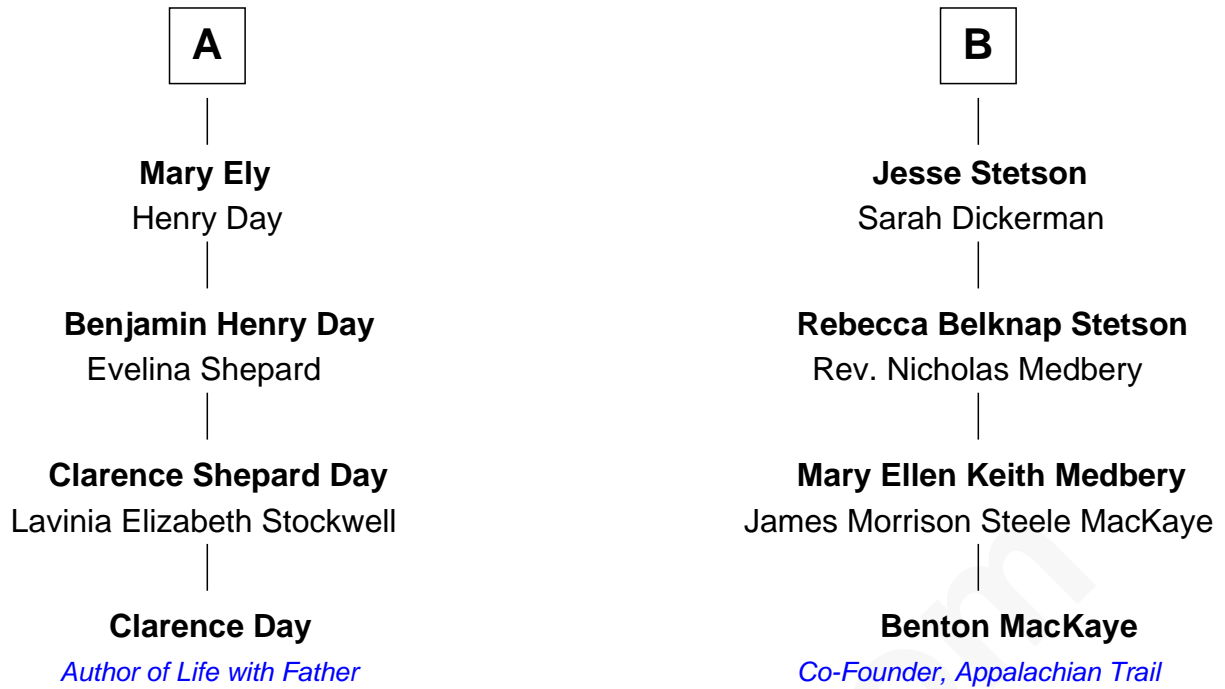 A
Mary Ely
Henry Day
Benjamin Henry Day
Evelina Shepard
Clarence Shepard Day
Lavinia Elizabeth Stockwell
Clarence Day
Author of Life with Father
B
Jesse Stetson
Sarah Dickerman
Rebecca Belknap Stetson
Rev. Nicholas Medbery
Mary Ellen Keith Medbery
James Morrison Steele MacKaye
Benton MacKaye
Co-Founder, Appalachian Trail